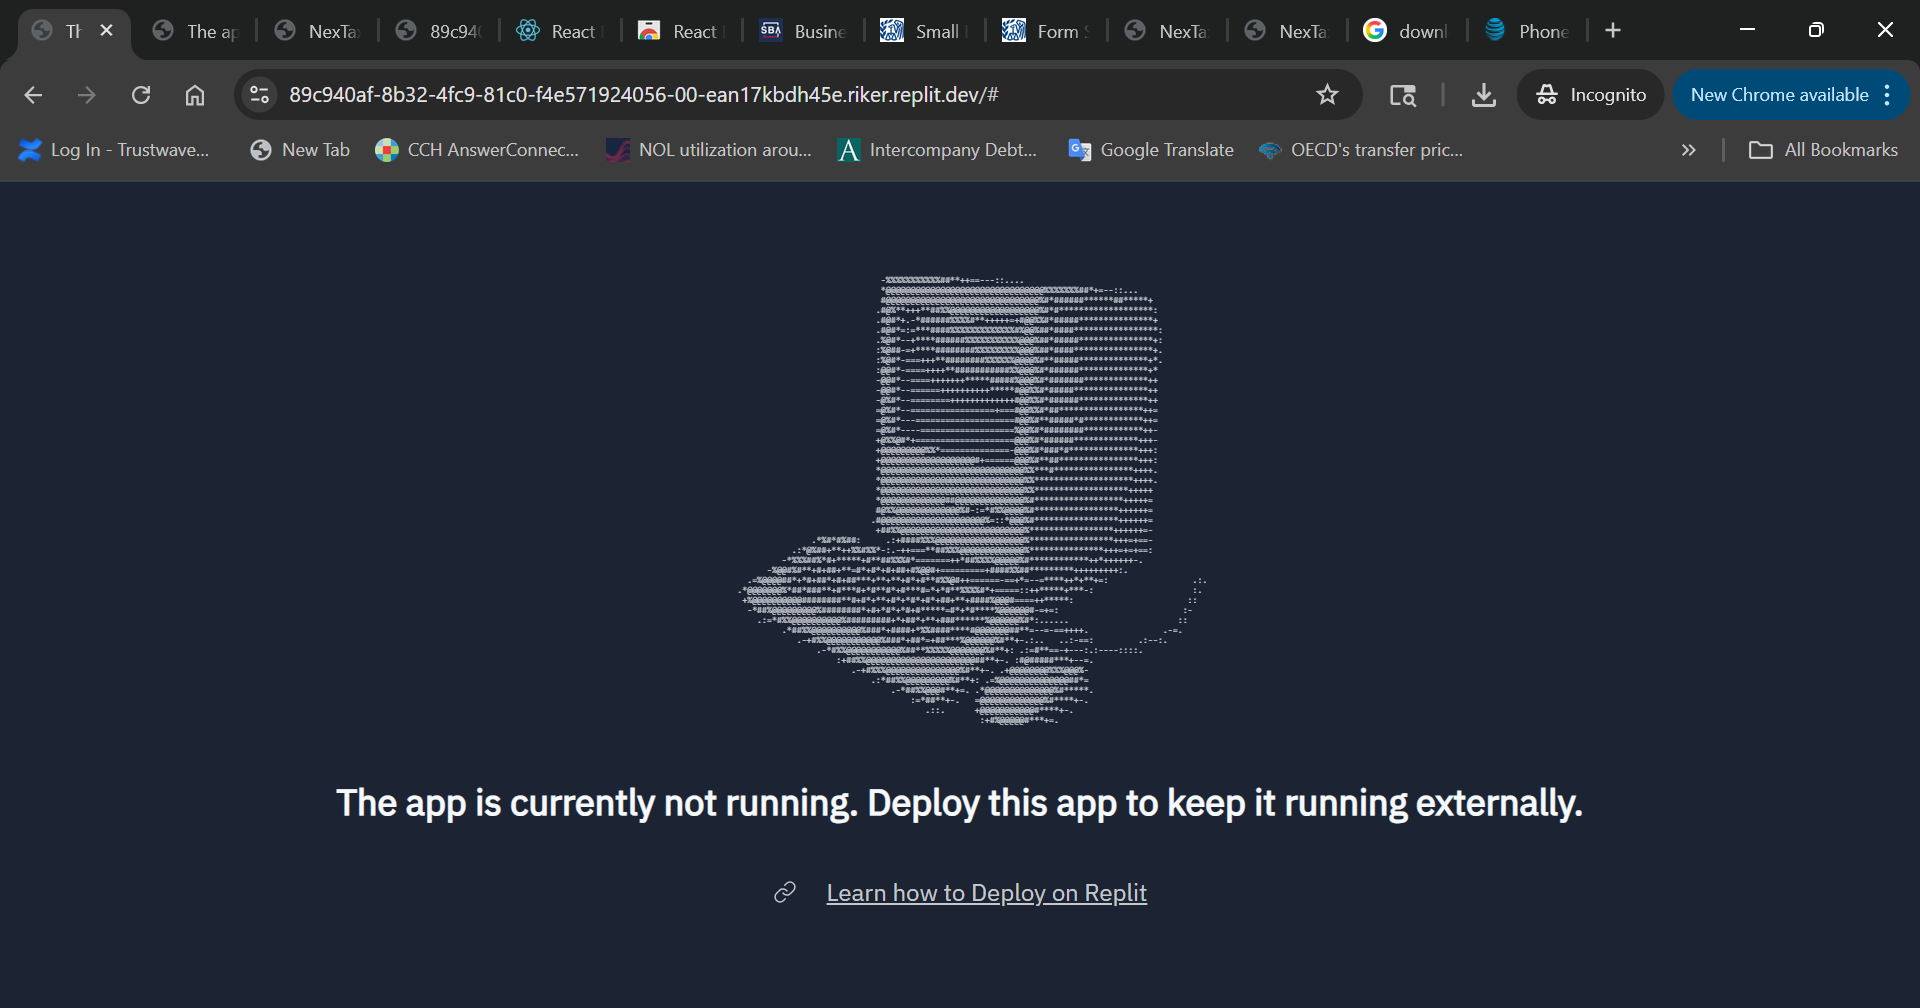 Th
The ap
NexTa
89c940
React
React
SBA
Busine
Small
Form
NexTa
NexTa
downl
Phone
89c940af-8b32-4fc9-81c0-f4e571924056-00-ean17kbdh45e.riker.replit.dev/#
Incognito
New Chrome available
Log In - Trustwave...
New Tab
CCH AnswerConnec...
NOL utilization arou...
Intercompany Debt...
Google Translate
OECD's transfer pric...
All Bookmarks
The app is currently not running. Deploy this app to keep it running externally.
Learn how to Deploy on Replit